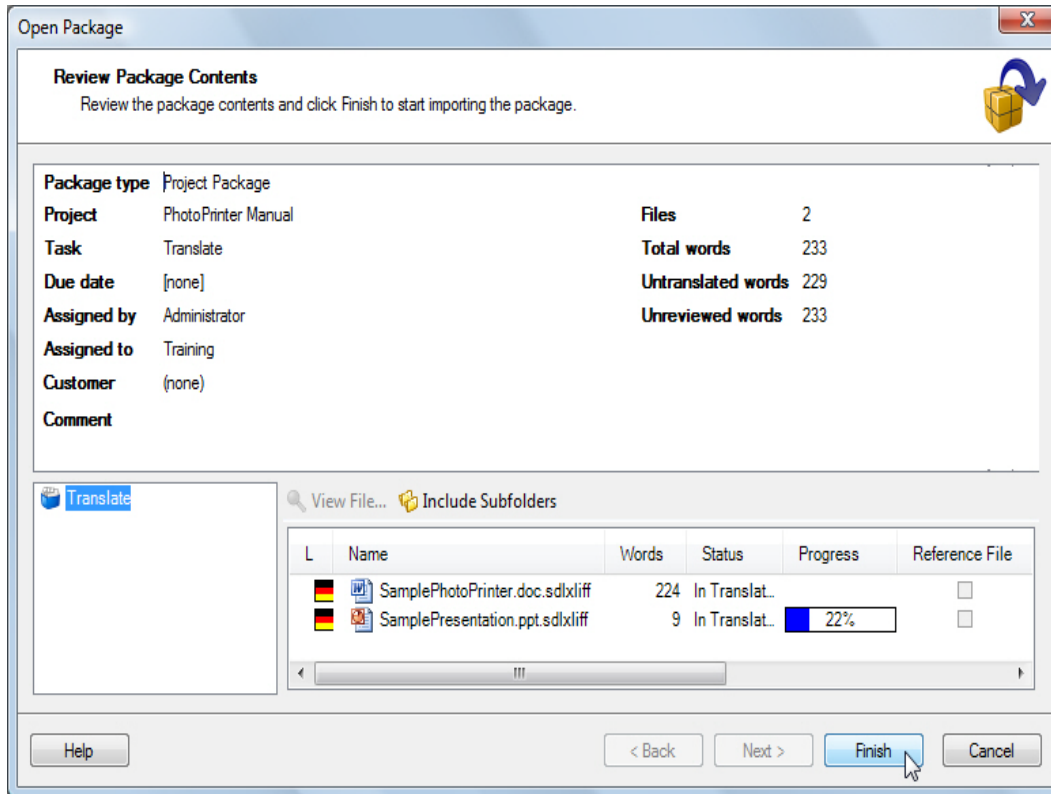 Open Package
Review Package Contents
Review the package contents and click Finish to start importing the package.
Package type Project Package
Project PhotoPrinter Manual Files 2
Task Translate Total words 233
Due date [none] Untranslated words 229
Assigned by Administrator Unreviewed words 233
Assigned to Training
Customer (none)
Comment
Translate View File... Include Subfolders
L Name Words Status Progress Reference File
SamplePhotoPrinter.doc.sdlxliff 224 In Translat...
SamplePresentation.ppt.sdlxliff 9 In Translat... 22%
Help < Back Next > Finish Cancel